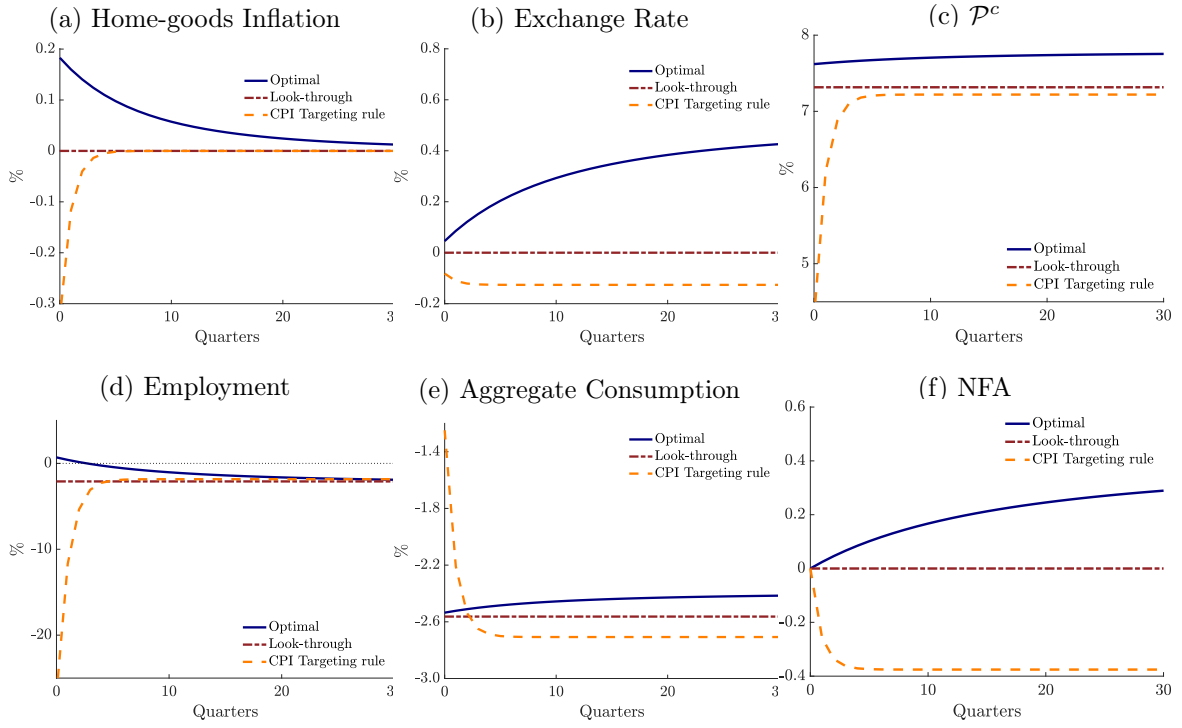 (a) Home-goods Inflation
0.2
0.1
0
-0.1
-0.2
-0.3
%
0
10
20
3
Quarters
Optimal
Look-through
CPI Targeting rule
(b) Exchange Rate
0.8
0.6
0.4
0.2
0
-0.2
%
0
10
20
3
Quarters
Optimal
Look-through
CPI Targeting rule
(c) 𝒫ᶜ
8
7
6
5
%
0
10
20
30
Quarters
Optimal
Look-through
CPI Targeting rule
(d) Employment
0
-10
-20
%
0
10
20
3
Quarters
Optimal
Look-through
CPI Targeting rule
(e) Aggregate Consumption
-1.4
-1.8
-2.2
-2.6
-3.0
%
0
10
20
3
Quarters
Optimal
Look-through
CPI Targeting rule
(f) NFA
0.6
0.4
0.2
0
-0.2
-0.4
%
0
10
20
30
Quarters
Optimal
Look-through
CPI Targeting rule